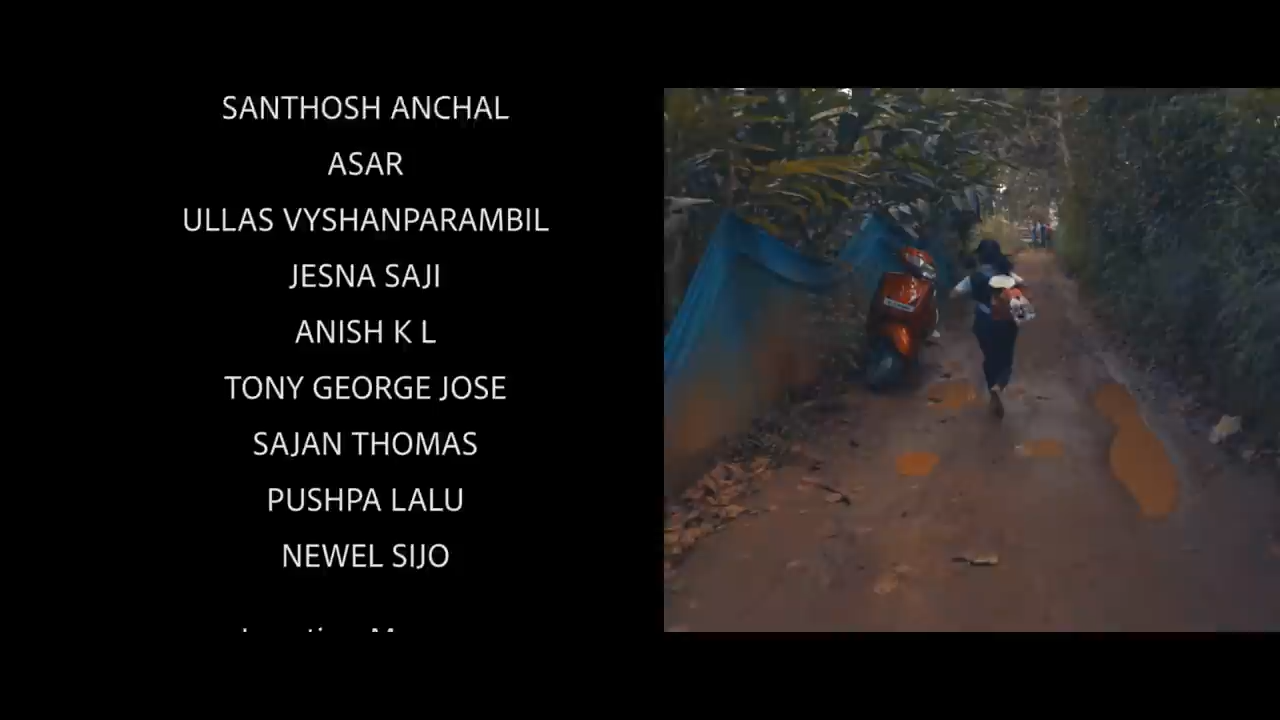 SANTHOSH ANCHAL
ASAR
ULLAS VYSHANPARAMBIL
JESNA SAJI
ANISH K L
TONY GEORGE JOSE
SAJAN THOMAS
PUSHPA LALU
NEWEL SIJO